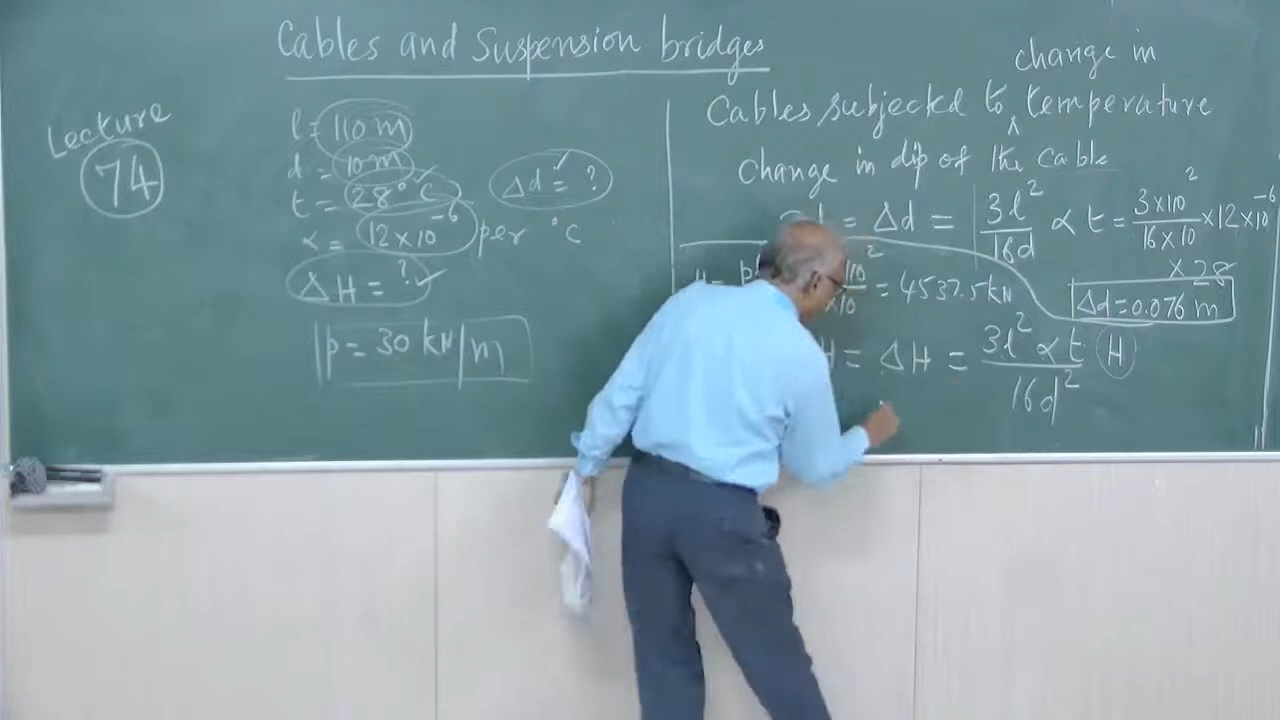 Cables and Suspension bridges
Lecture
74
l = 110 m
d = 10 m
t = 28° C
α = 12 × 10⁻⁶ per °C
Δd = ?
ΔH = ?
p = 30 kN/m
change in
Cables subjected to ∧ temperature
change in dip of the cable
= Δd = 3l²/16d α t = 3 × 110²/16 × 10 × 12 × 10⁻⁶
× 28
Δd = 0.076 m
= 4537.5 kN
H = ΔH = 3l² α t/16d² H